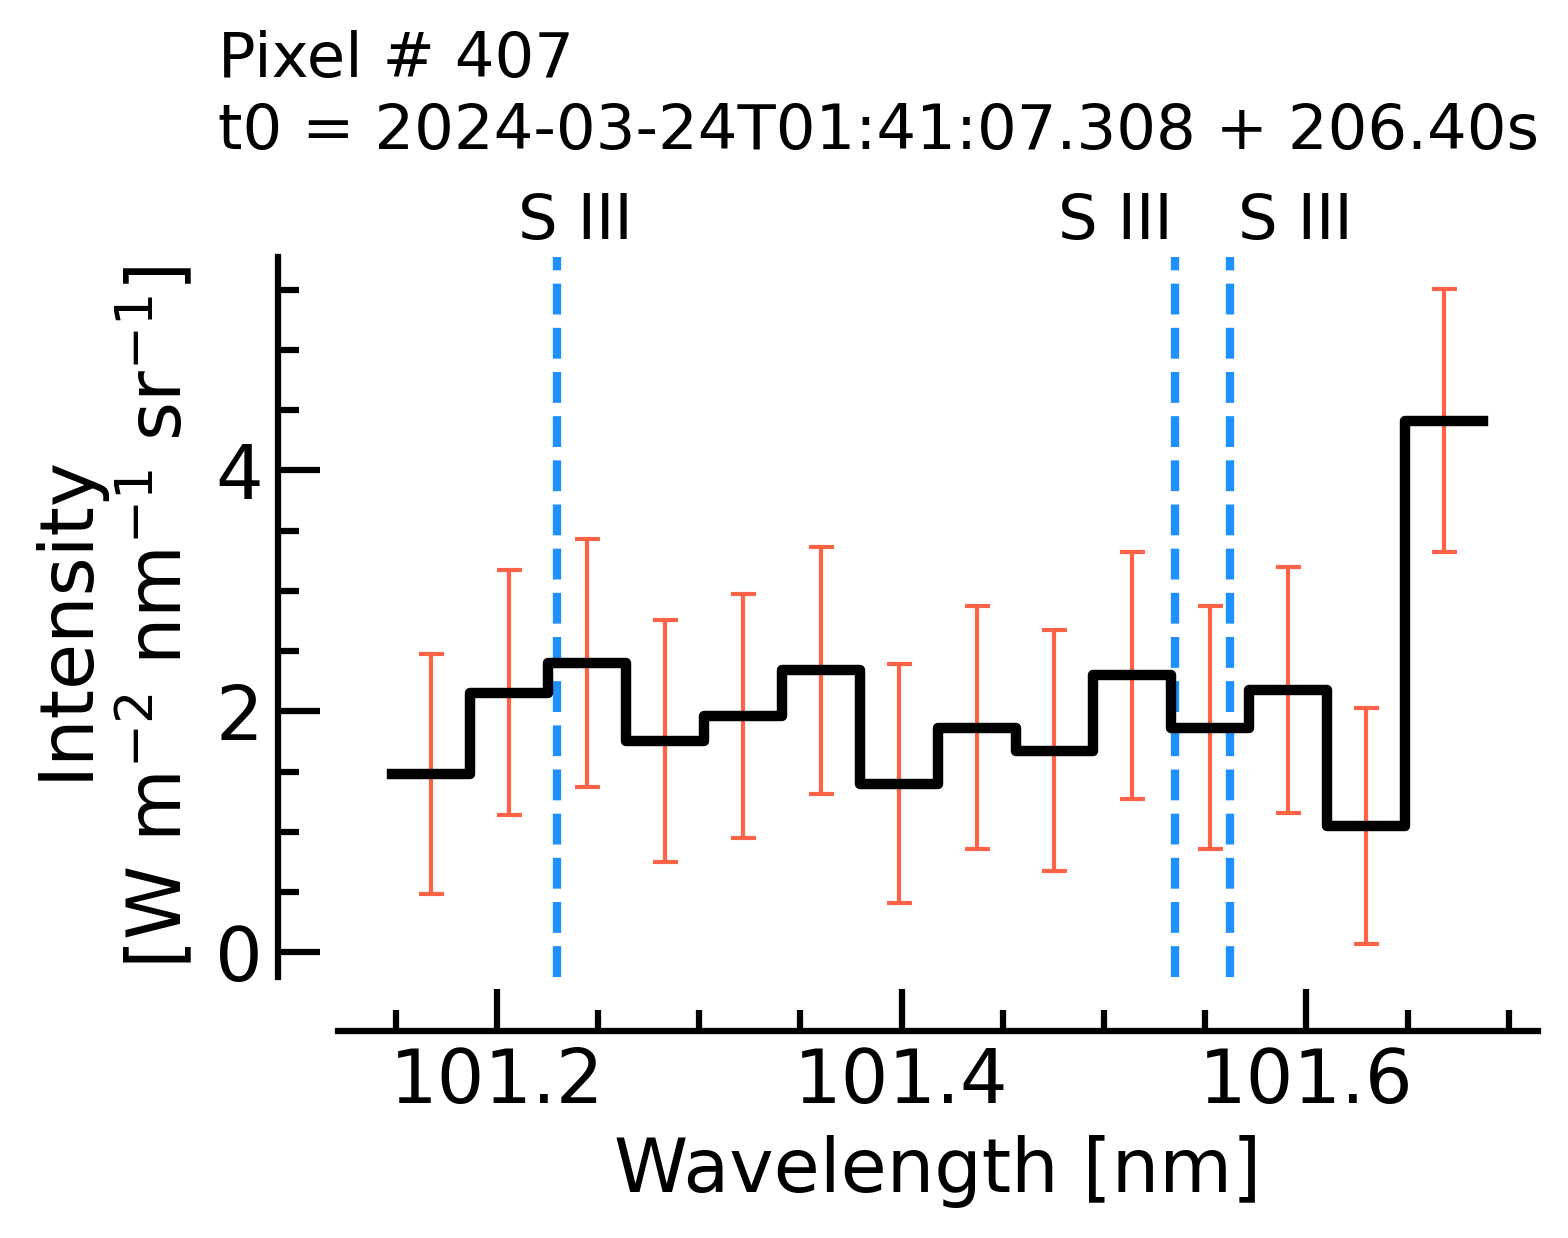 Pixel # 407
t0 = 2024-03-24T01:41:07.308 + 206.40s
S III S III S III
Intensity
[W m⁻² nm⁻¹ sr⁻¹]
4
2
0
101.2 101.4 101.6
Wavelength [nm]